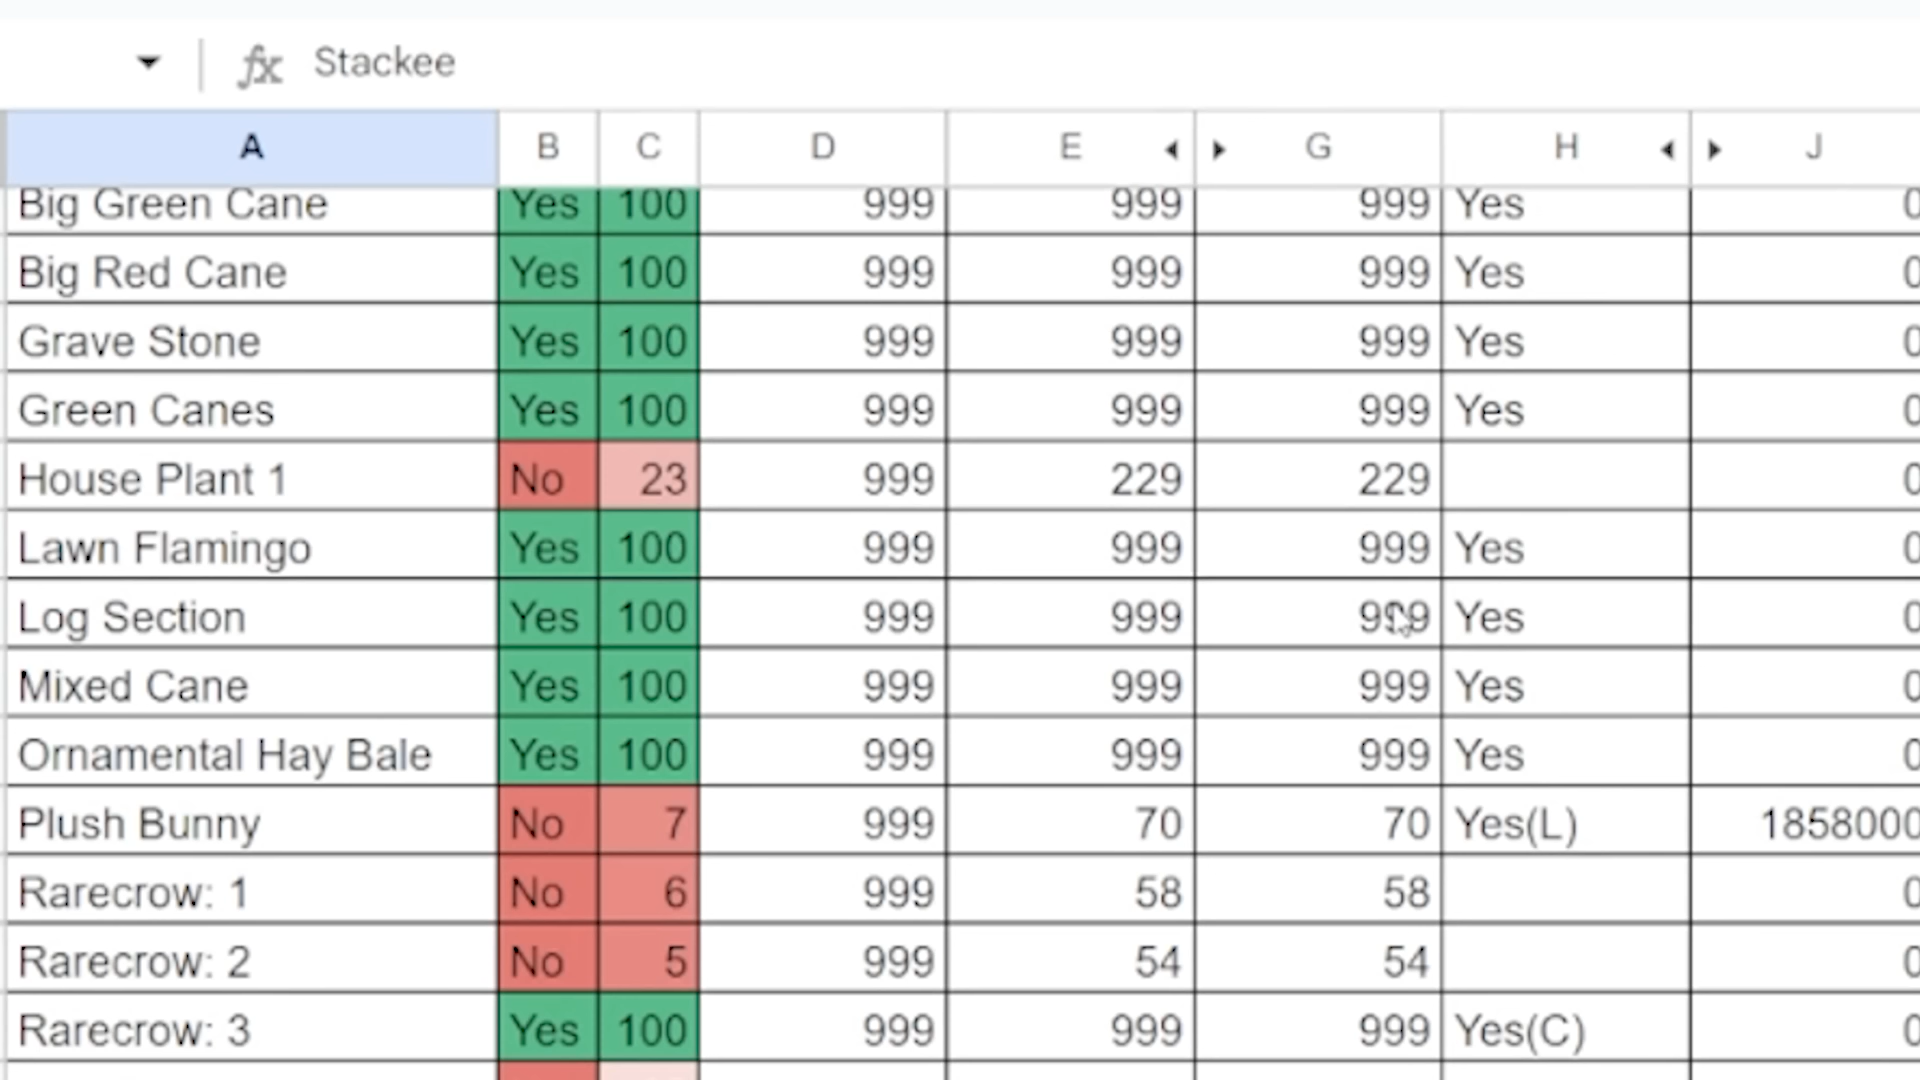 fx Stackee
A B C D E G H J
Big Green Cane Yes 100 999 999 999 Yes 0
Big Red Cane Yes 100 999 999 999 Yes 0
Grave Stone Yes 100 999 999 999 Yes 0
Green Canes Yes 100 999 999 999 Yes 0
House Plant 1 No 23 999 229 229 0
Lawn Flamingo Yes 100 999 999 999 Yes 0
Log Section Yes 100 999 999 999 Yes 0
Mixed Cane Yes 100 999 999 999 Yes 0
Ornamental Hay Bale Yes 100 999 999 999 Yes 0
Plush Bunny No 7 999 70 70 Yes(L) 1858000
Rarecrow: 1 No 6 999 58 58 0
Rarecrow: 2 No 5 999 54 54 0
Rarecrow: 3 Yes 100 999 999 999 Yes(C) 0